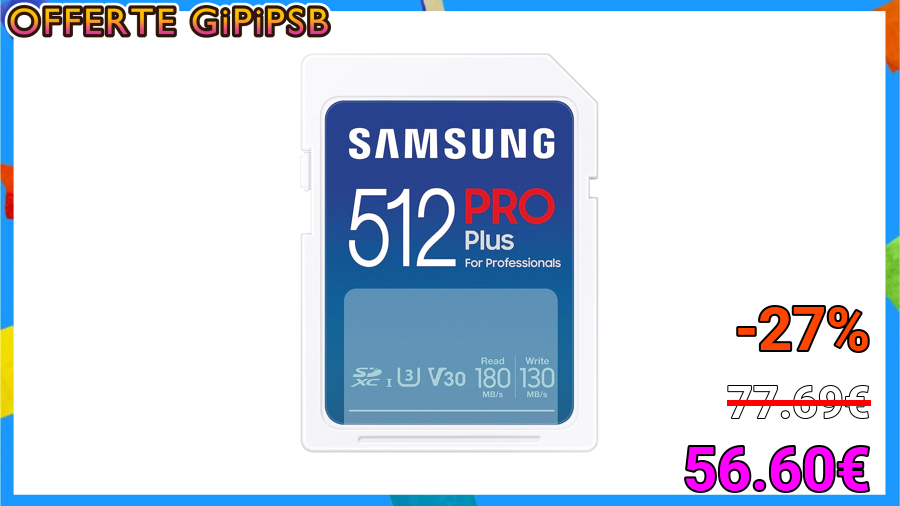 OFFERTE GiPiPSB
SAMSUNG
512 PRO
Plus
For Professionals
SDXC I U3 V30 Read 180 MB/s Write 130 MB/s
-27%
77.69€
56.60€